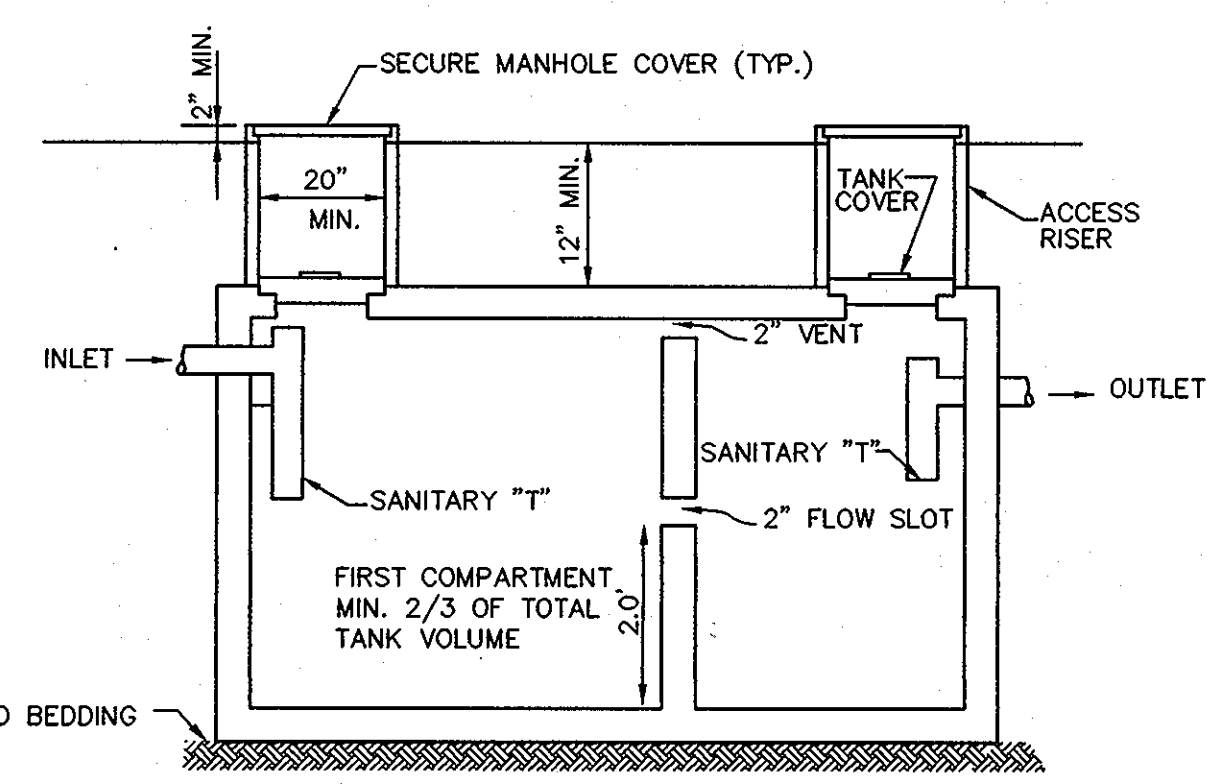 2" MIN.
SECURE MANHOLE COVER (TYP.)
20"
MIN.
12" MIN.
TANK
COVER
ACCESS
RISER
2" VENT
INLET
OUTLET
SANITARY "T"
SANITARY "T"
2" FLOW SLOT
FIRST COMPARTMENT
MIN. 2/3 OF TOTAL
TANK VOLUME
2.0'
BEDDING